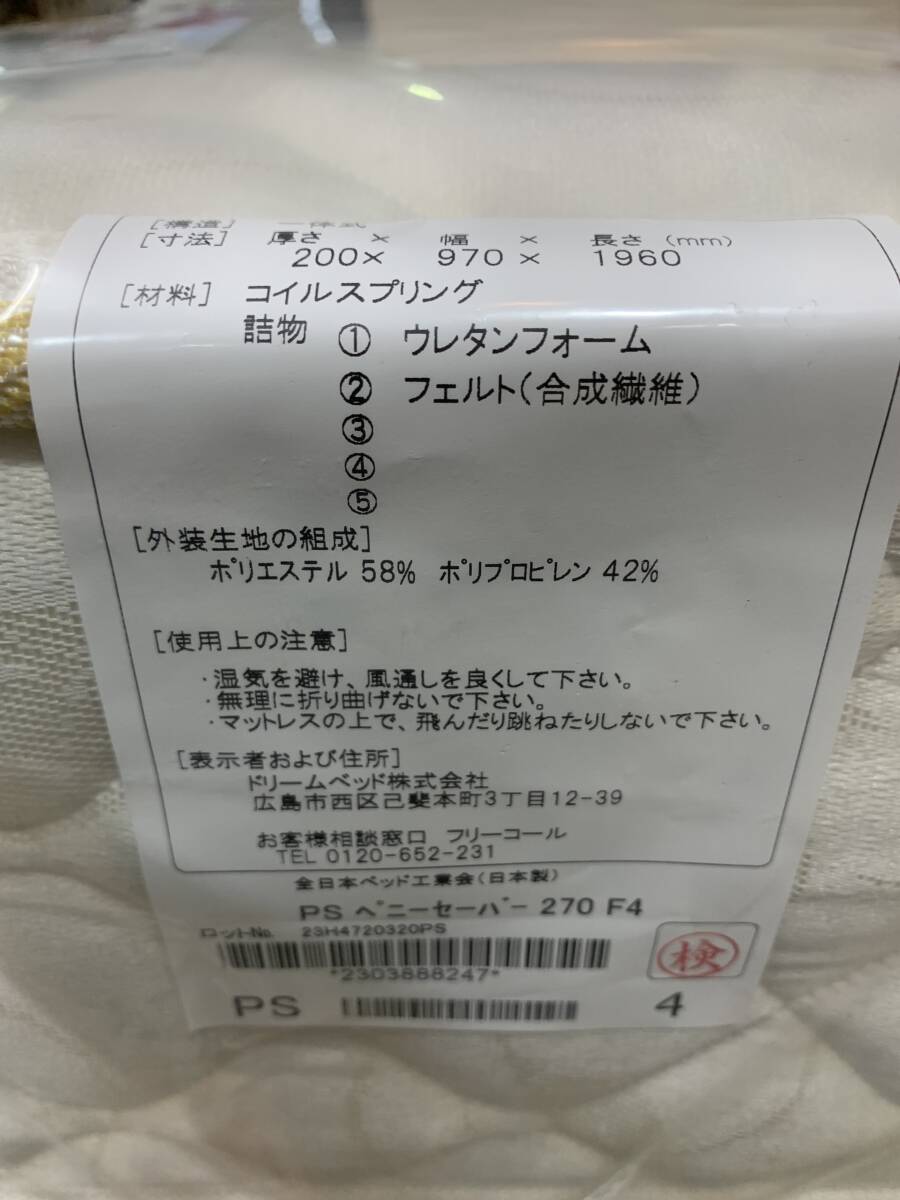 [構造] 一体式
[寸法] 厚さ × 幅 × 長さ (mm)
200× 970 × 1960
[材料] コイルスプリング
詰物 ① ウレタンフォーム
② フェルト(合成繊維)
③
④
⑤
[外装生地の組成]
ポリエステル 58% ポリプロピレン 42%
[使用上の注意]
・湿気を避け、風通しを良くして下さい。
・無理に折り曲げないで下さい。
・マットレスの上で、飛んだり跳ねたりしないで下さい。
[表示者および住所]
ドリームベッド株式会社
広島市西区己斐本町3丁目12-39
お客様相談窓口 フリーコール
TEL 0120-652-231
全日本ベッド工業会(日本製)
PS ペニーセーバー 270 F4
ロットNo. 23H4720320PS
*2303888247*
検
PS 4